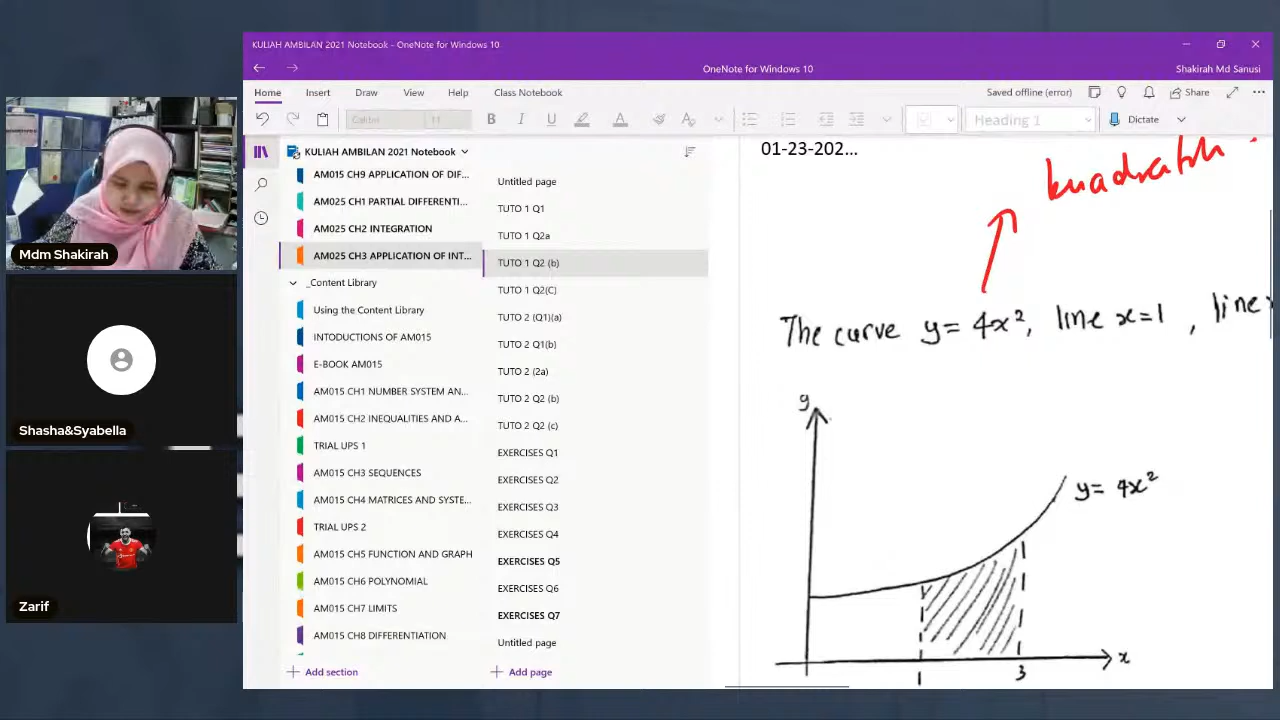 KULIAH AMBILAN 2021 Notebook - OneNote for Windows 10
OneNote for Windows 10
Shakirah Md Sanusi
Home Insert Draw View Help Class Notebook
Saved offline (error) Share
Calibri 11 B I U A Heading 1 Dictate
KULIAH AMBILAN 2021 Notebook
AM015 CH9 APPLICATION OF DIF...
AM025 CH1 PARTIAL DIFFERENTI...
AM025 CH2 INTEGRATION
AM025 CH3 APPLICATION OF INT...
_Content Library
Using the Content Library
INTODUCTIONS OF AM015
E-BOOK AM015
AM015 CH1 NUMBER SYSTEM AN...
AM015 CH2 INEQUALITIES AND A...
TRIAL UPS 1
AM015 CH3 SEQUENCES
AM015 CH4 MATRICES AND SYSTE...
TRIAL UPS 2
AM015 CH5 FUNCTION AND GRAPH
AM015 CH6 POLYNOMIAL
AM015 CH7 LIMITS
AM015 CH8 DIFFERENTIATION
Add section
Untitled page
TUTO 1 Q1
TUTO 1 Q2a
TUTO 1 Q2 (b)
TUTO 1 Q2(C)
TUTO 2 (Q1)(a)
TUTO 2 Q1(b)
TUTO 2 (2a)
TUTO 2 Q2 (b)
TUTO 2 Q2 (c)
EXERCISES Q1
EXERCISES Q2
EXERCISES Q3
EXERCISES Q4
EXERCISES Q5
EXERCISES Q6
EXERCISES Q7
Untitled page
Add page
01-23-202...
The curve y = 4x², line x=1 , line
y
y = 4x²
x
1 3
Mdm Shakirah
Shasha&Syabella
Zarif